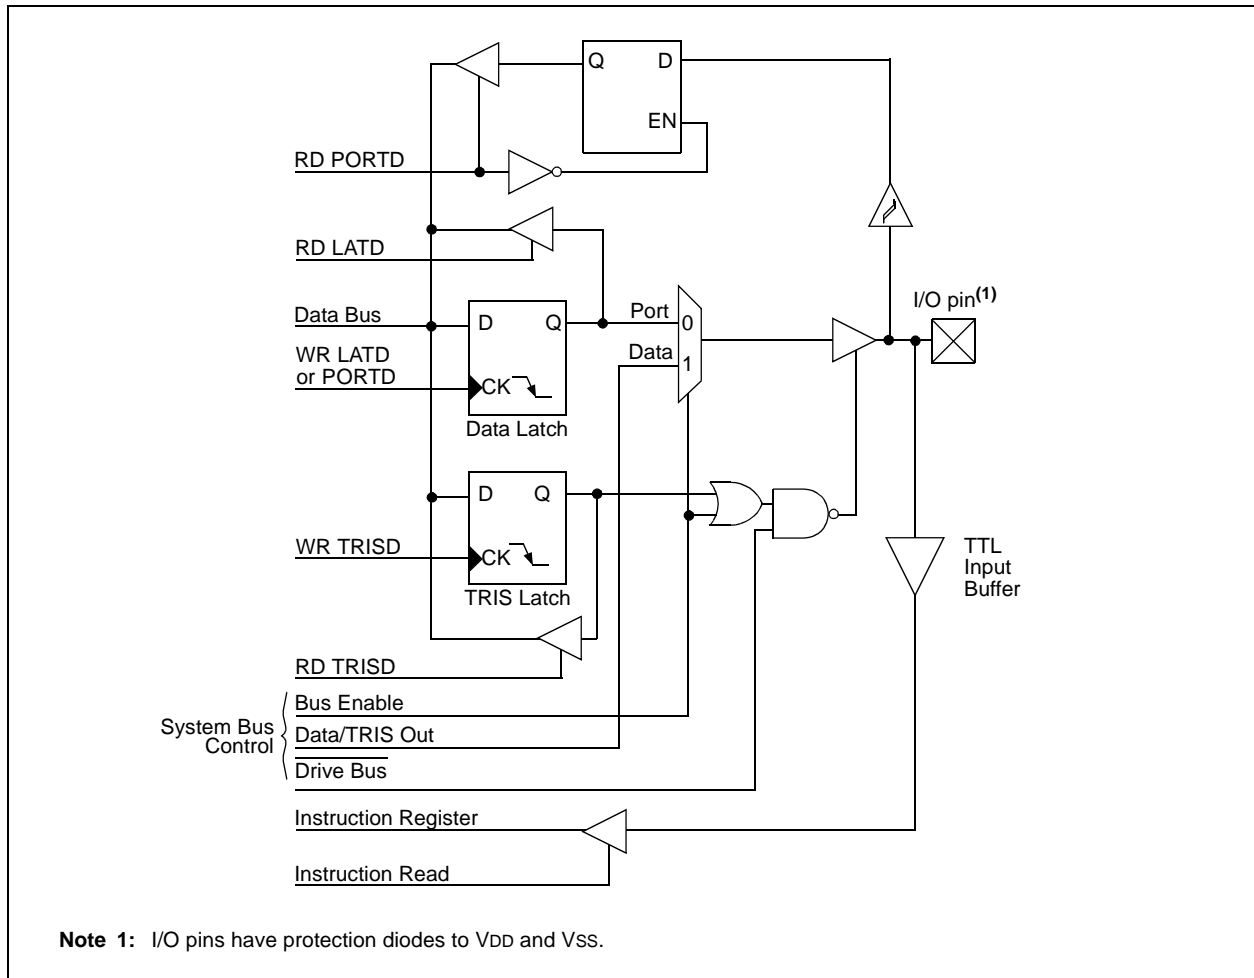 Q D
EN
RD PORTD
RD LATD
I/O pin(1)
Data Bus
D Q
Port 0
WR LATD
or PORTD
Data 1
CK
Data Latch
D Q
WR TRISD
CK
TTL
Input
Buffer
TRIS Latch
RD TRISD
System Bus
Control
Bus Enable
Data/TRIS Out
Drive Bus
Instruction Register
Instruction Read
Note 1: I/O pins have protection diodes to VDD and VSS.